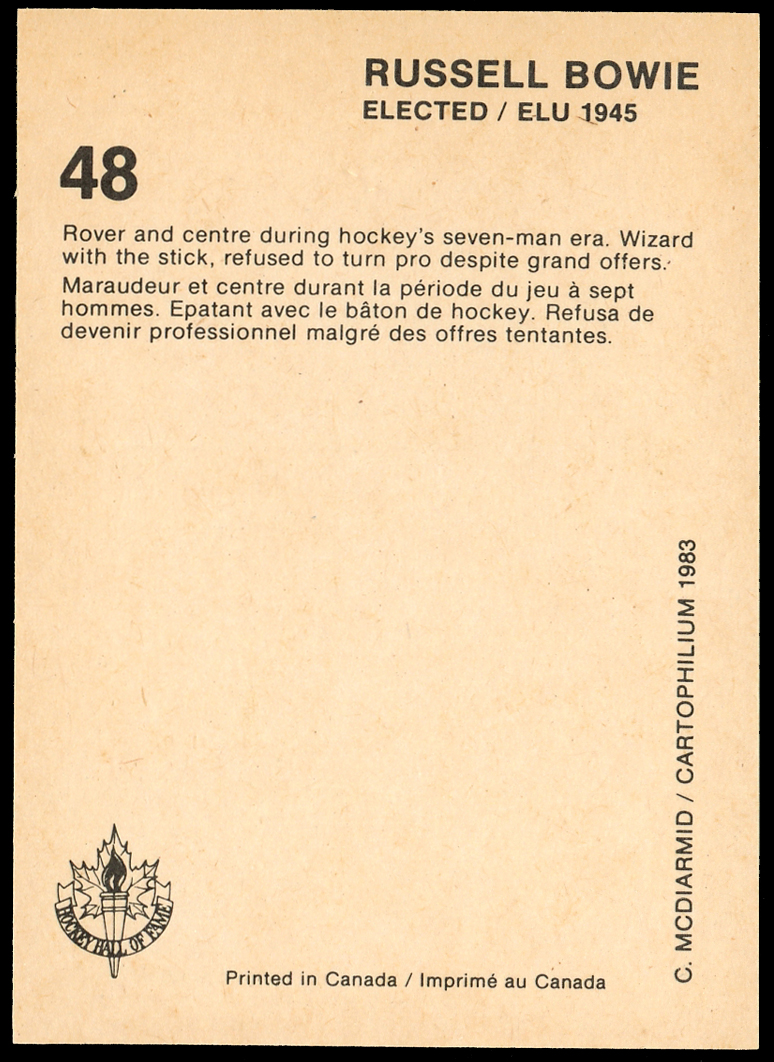 RUSSELL BOWIE
ELECTED / ELU 1945
48
Rover and centre during hockey's seven-man era. Wizard
with the stick, refused to turn pro despite grand offers.
Maraudeur et centre durant la période du jeu à sept
hommes. Epatant avec le bâton de hockey. Refusa de
devenir professionnel malgré des offres tentantes.
C. MCDIARMID / CARTOPHILIUM 1983
HOCKEY HALL OF FAME
Printed in Canada / Imprimé au Canada